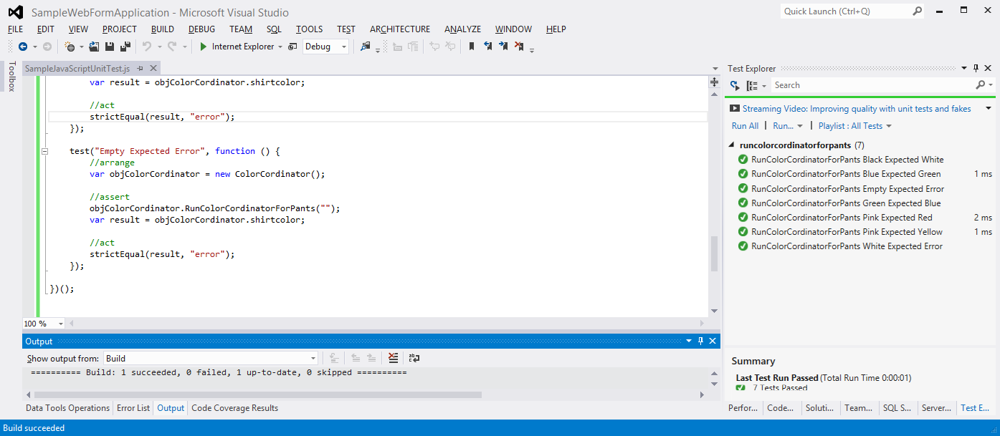 SampleWebFormApplication - Microsoft Visual Studio
Quick Launch (Ctrl+Q)
FILE EDIT VIEW PROJECT BUILD DEBUG TEAM SQL TOOLS TEST ARCHITECTURE ANALYZE WINDOW HELP
Internet Explorer Debug
Toolbox
SampleJavaScriptUnitTest.js
var result = objColorCordinator.shirtcolor;
//act
strictEqual(result, "error");
});
test("Empty Expected Error", function () {
//arrange
var objColorCordinator = new ColorCordinator();
//assert
objColorCordinator.RunColorCordinatorForPants("");
var result = objColorCordinator.shirtcolor;
//act
strictEqual(result, "error");
});
})();
100 %
Output
Show output from: Build
========== Build: 1 succeeded, 0 failed, 1 up-to-date, 0 skipped ==========
Data Tools Operations Error List Output Code Coverage Results
Test Explorer
Search
Streaming Video: Improving quality with unit tests and fakes
Run All | Run... | Playlist : All Tests
runcolorcordinatorforpants (7)
RunColorCordinatorForPants Black Expected White
RunColorCordinatorForPants Blue Expected Green 1 ms
RunColorCordinatorForPants Empty Expected Error
RunColorCordinatorForPants Green Expected Blue
RunColorCordinatorForPants Pink Expected Red 2 ms
RunColorCordinatorForPants Pink Expected Yellow 1 ms
RunColorCordinatorForPants White Expected Error
Summary
Last Test Run Passed (Total Run Time 0:00:01)
7 Tests Passed
Perfor... Code... Soluti... Team... SQL S... Server... Test E...
Build succeeded